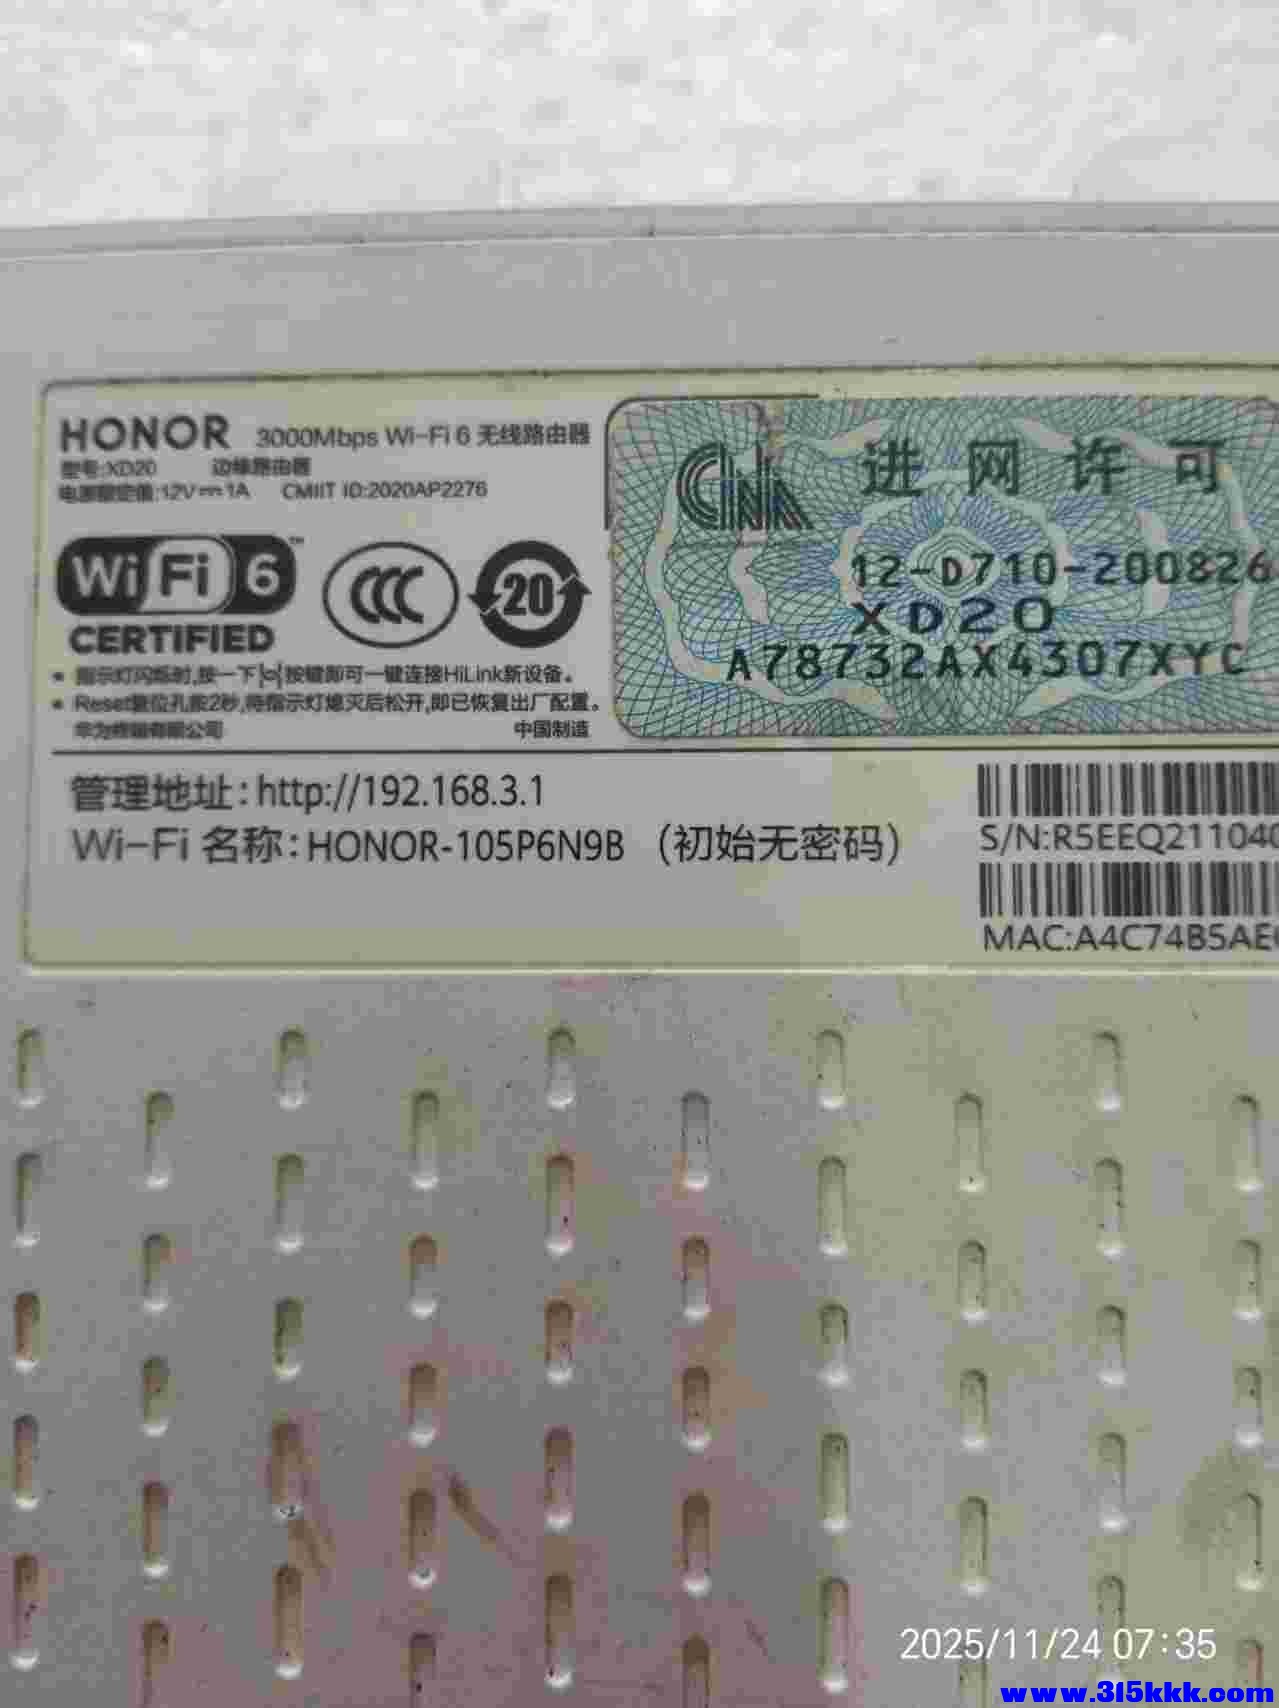 HONOR 3000Mbps Wi-Fi 6 无线路由器
型号:XD20 边缘路由器
电源额定值:12V⎓1A CMIIT ID:2020AP2276
WiFi 6™
CERTIFIED
CCC
20
• 指示灯闪烁时,按一下 按键即可一键连接HiLink新设备。
• Reset复位孔按2秒,待指示灯熄灭后松开,即已恢复出厂配置。
华为终端有限公司 中国制造
进网许可
12-D710-200826
XD20
A78732AX4307XYC
管理地址:http://192.168.3.1
Wi-Fi 名称:HONOR-105P6N9B (初始无密码)
S/N:R5EEQ211040
MAC:A4C74B5AE
2025/11/24 07:35
www.315kkk.com